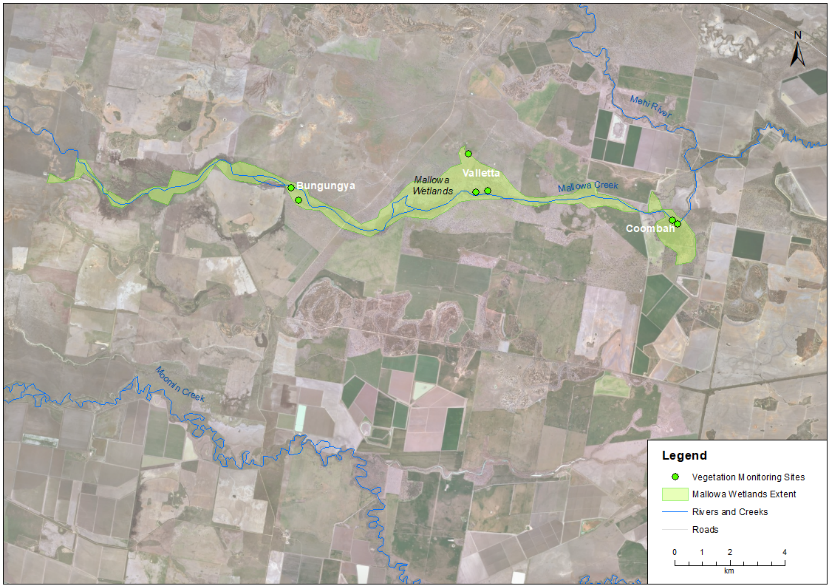 N
Mehi River
Mallowa Creek
Valletta
Mallowa
Wetlands
Bungungya
Coombah
Moomin Creek
Legend
Vegetation Monitoring Sites
Mallowa Wetlands Extent
Rivers and Creeks
Roads
0 1 2 4
km